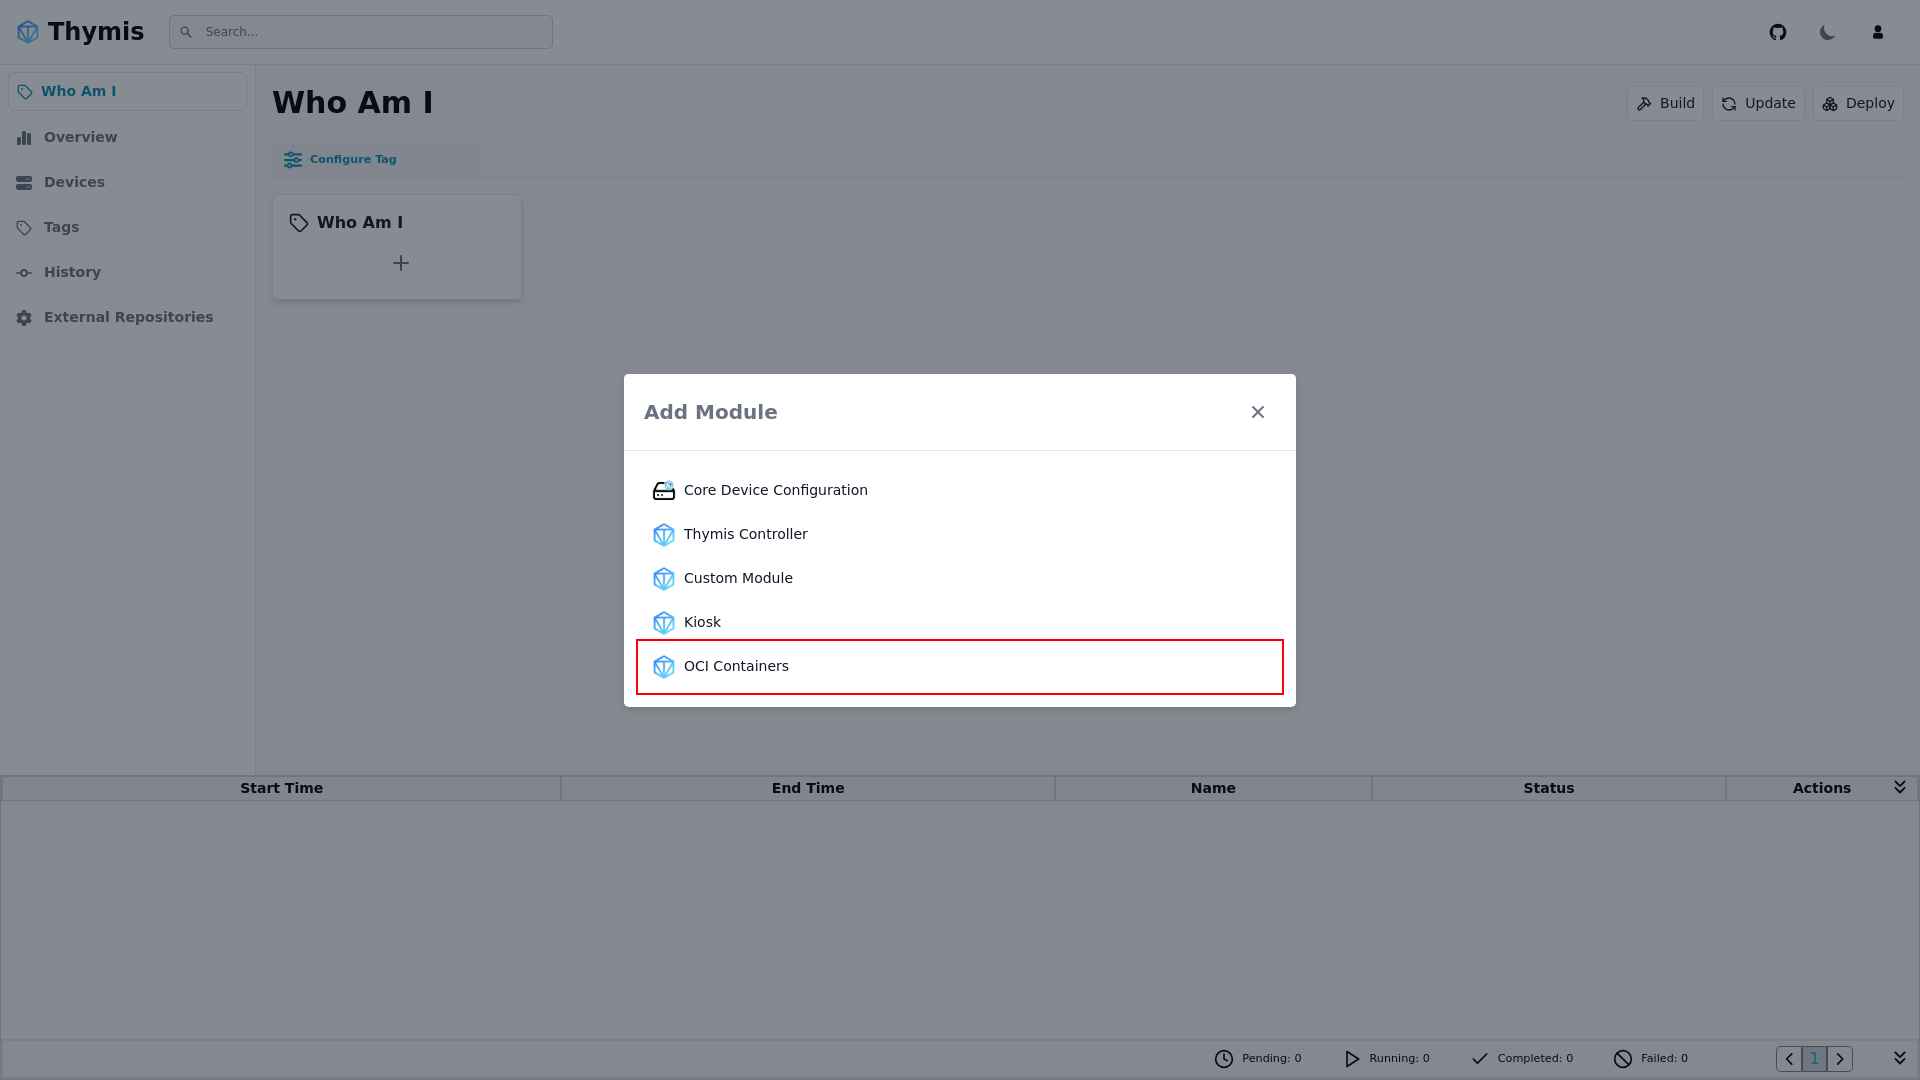 Thymis
Search...
Who Am I
Overview
Devices
Tags
History
External Repositories
Who Am I
Build
Update
Deploy
Configure Tag
Who Am I
Add Module
Core Device Configuration
Thymis Controller
Custom Module
Kiosk
OCI Containers
Start Time End Time Name Status Actions
Pending: 0 Running: 0 Completed: 0 Failed: 0 1